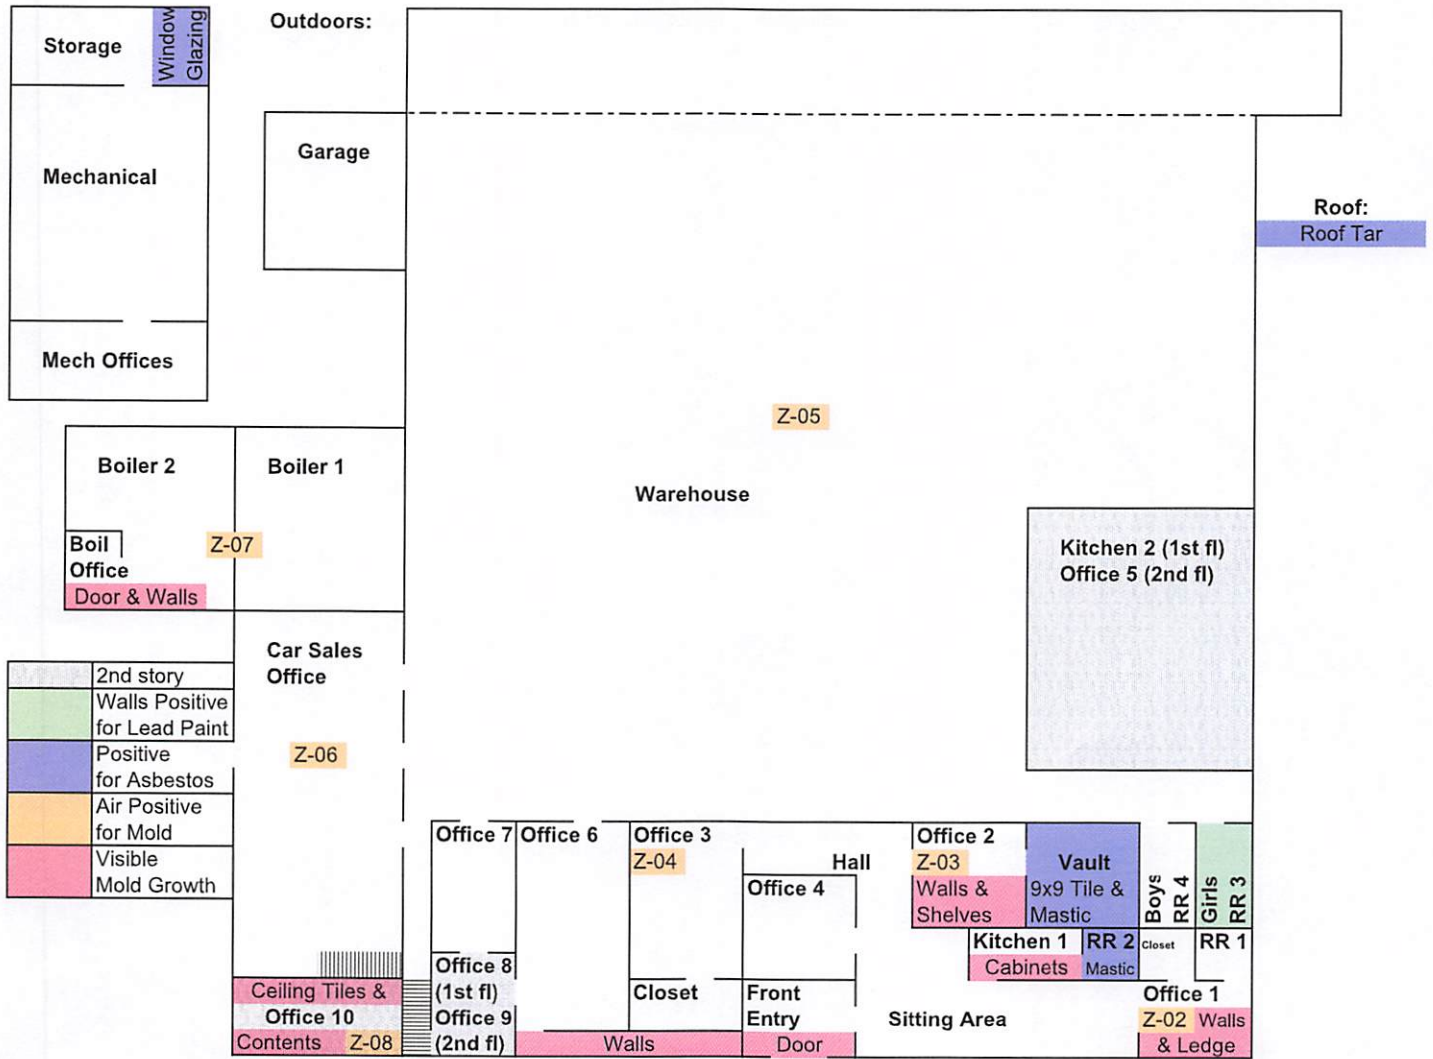 Outdoors:
Storage
Window
Glazing
Mechanical
Mech Offices
Garage
Roof:
Roof Tar
Z-05
Warehouse
Boiler 2
Boiler 1
Boil
Office
Z-07
Door & Walls
Kitchen 2 (1st fl)
Office 5 (2nd fl)
Car Sales
Office
Z-06
2nd story
Walls Positive
for Lead Paint
Positive
for Asbestos
Air Positive
for Mold
Visible
Mold Growth
Office 7
Office 6
Office 3
Z-04
Hall
Office 4
Office 2
Z-03
Walls &
Shelves
Vault
9x9 Tile &
Mastic
Boys
RR 4
Girls
RR 3
Kitchen 1
Cabinets
RR 2
Mastic
Closet
RR 1
Office 8
(1st fl)
Office 9
(2nd fl)
Ceiling Tiles &
Office 10
Contents
Z-08
Closet
Walls
Front
Entry
Door
Sitting Area
Office 1
Z-02
Walls
& Ledge